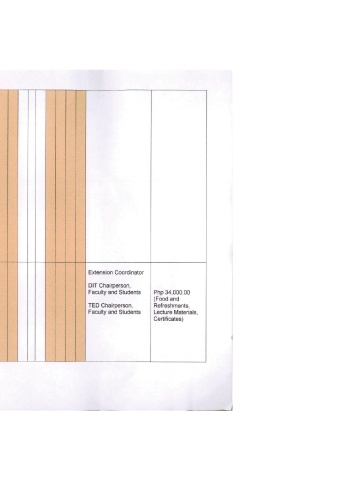 Extension Coordinator
DIT Chairperson,
Faculty and Students
TED Chairperson,
Faculty and Students
Php 34,000.00
(Food and
Refreshments,
Lecture Materials,
Certificates)